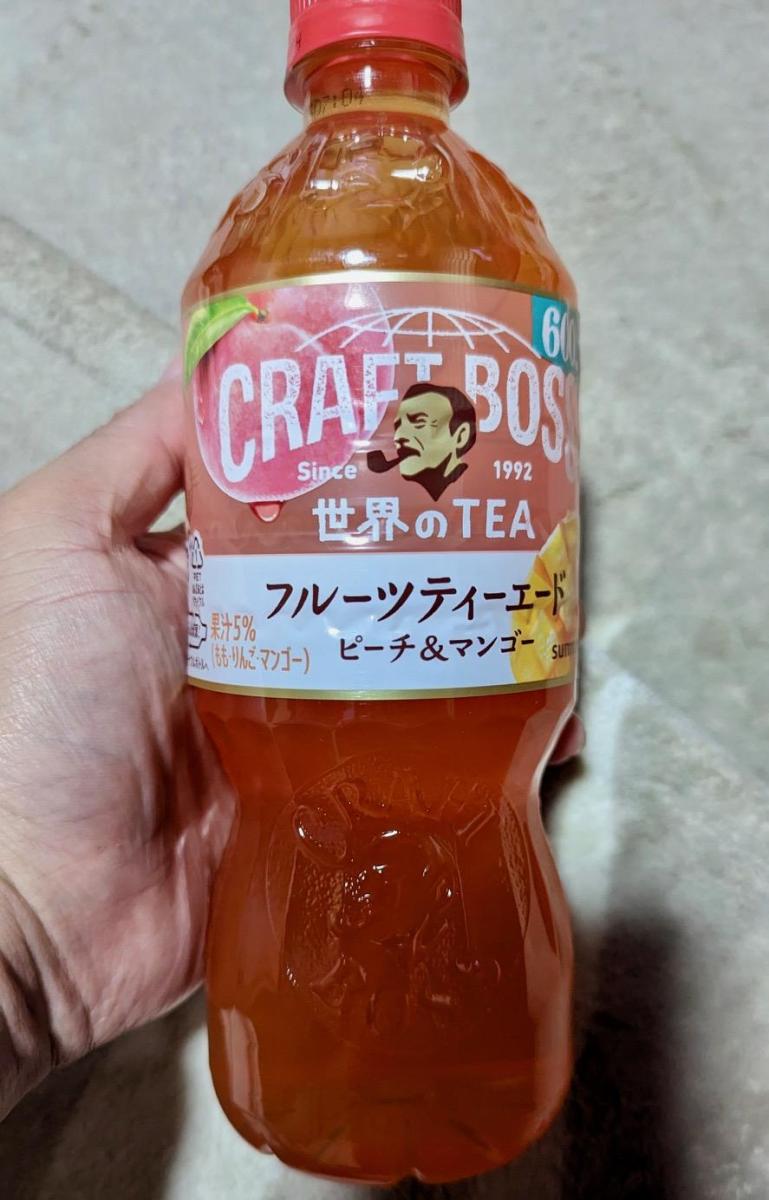 CRAFT BOSS
Since 1992
世界のTEA
フルーツティーエード
ピーチ&マンゴー
果汁5%
(もも・りんご・マンゴー)
CRAFT